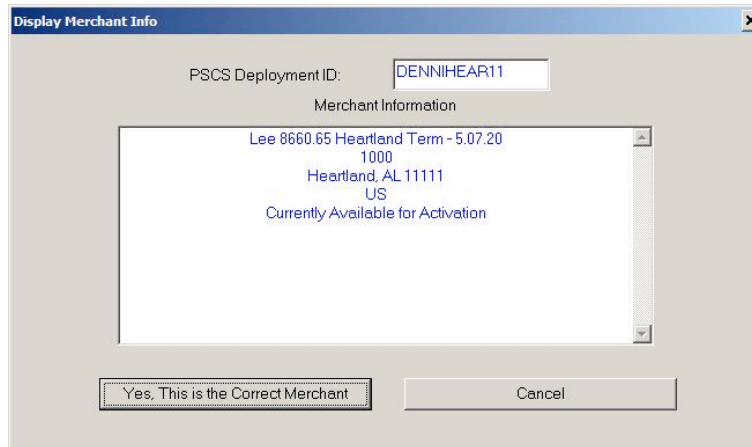 Display Merchant Info
PSCS Deployment ID: DENNIHEAR11
Merchant Information
Lee 8660.65 Heartland Term - 5.07.20
1000
Heartland, AL 11111
US
Currently Available for Activation
Yes, This is the Correct Merchant Cancel